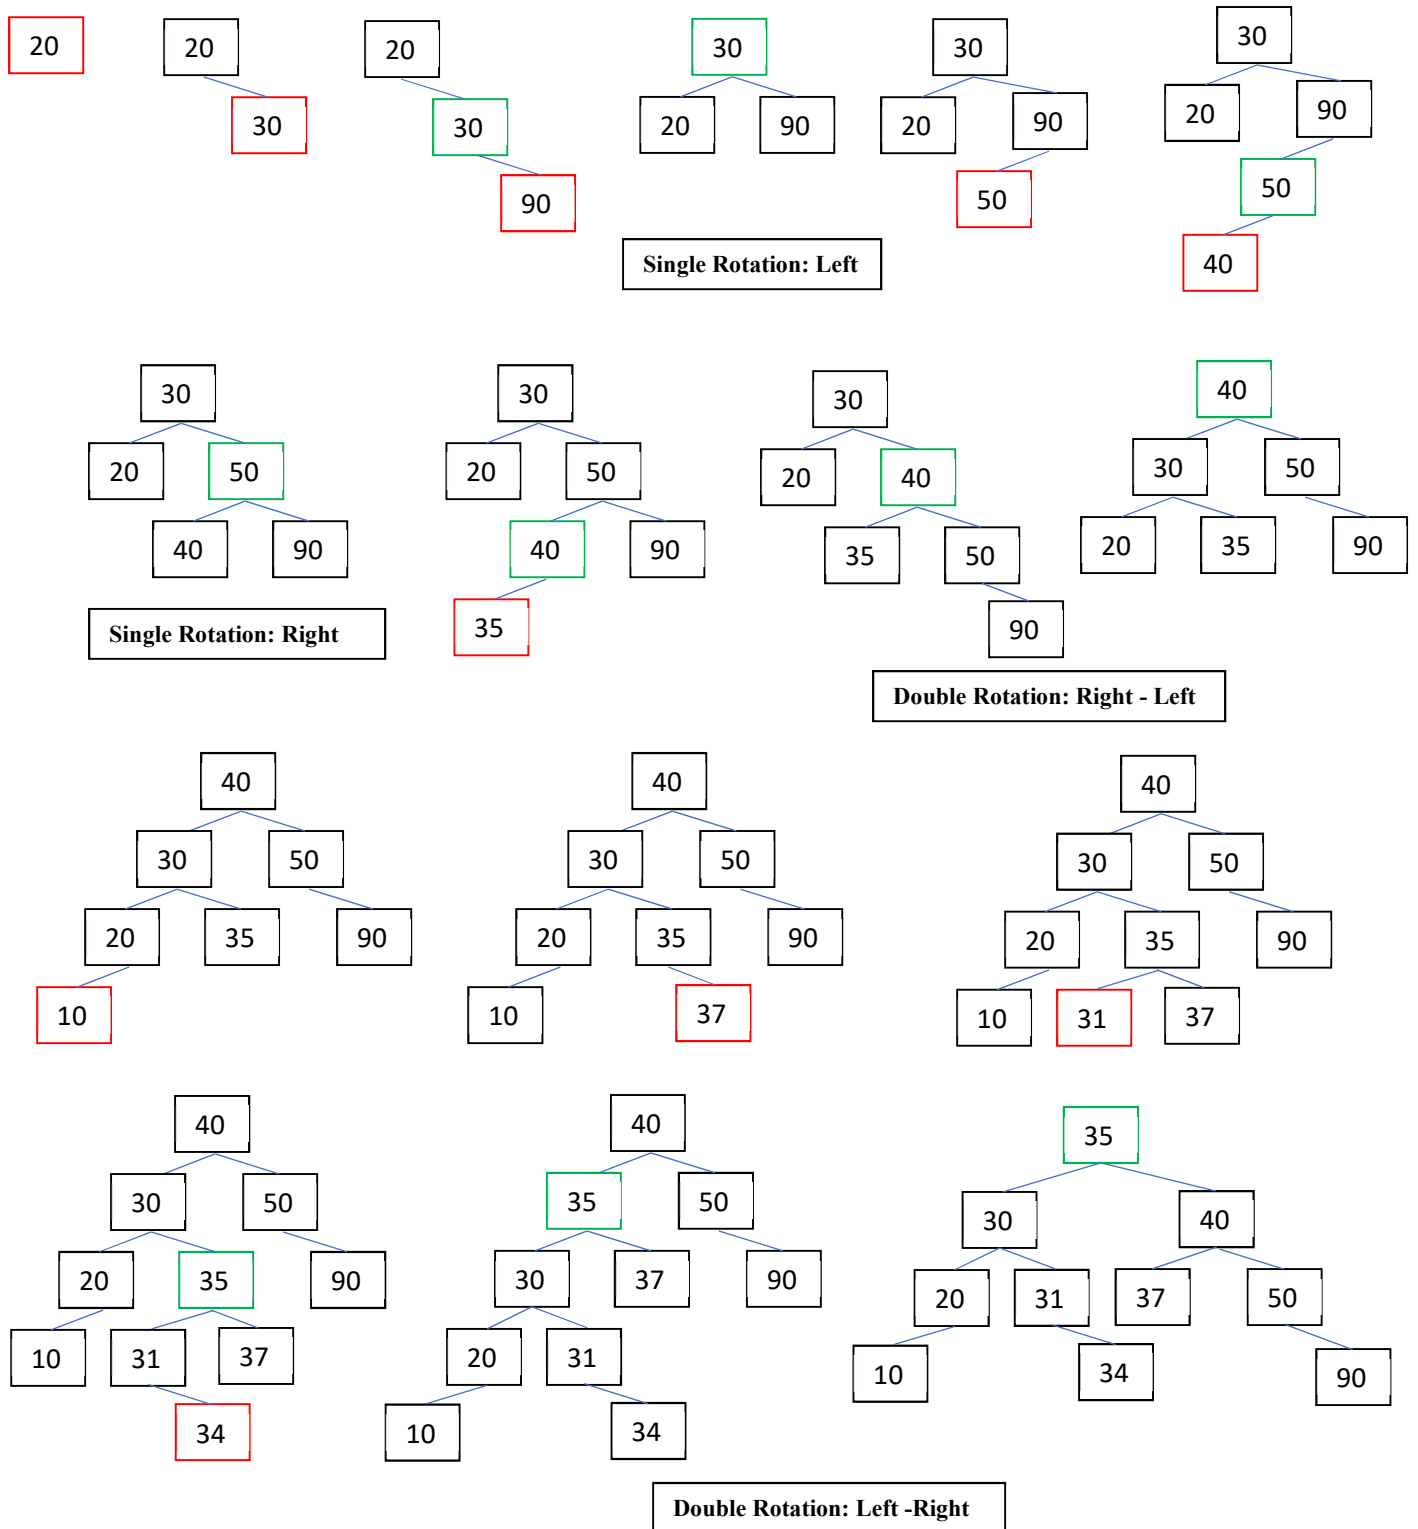 20 20 20 30 30 30
30 30 20 90 20 90 20 90
90 50 50
Single Rotation: Left 40
30 30 30 40
20 50 20 50 20 40 30 50
40 90 40 90 35 50 20 35 90
Single Rotation: Right 35 90
Double Rotation: Right - Left
40 40 40
30 50 30 50 30 50
20 35 90 20 35 90 20 35 90
10 10 37 10 31 37
40 40 35
30 50 35 50 30 40
20 35 90 30 37 90 20 31 37 50
10 31 37 20 31 10 34 90
34 10 34
Double Rotation: Left -Right